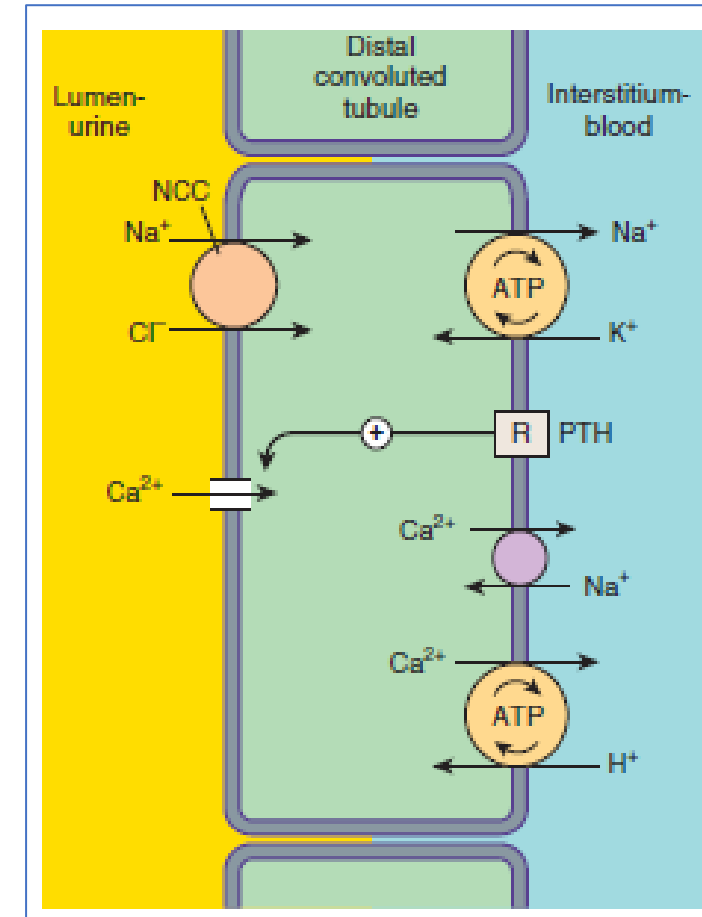 Distal
convoluted
tubule
Lumen-
urine
Interstitium-
blood
NCC
Na⁺
Na⁺
ATP
Cl⁻
K⁺
+
R
PTH
Ca²⁺
Ca²⁺
Na⁺
Ca²⁺
ATP
H⁺